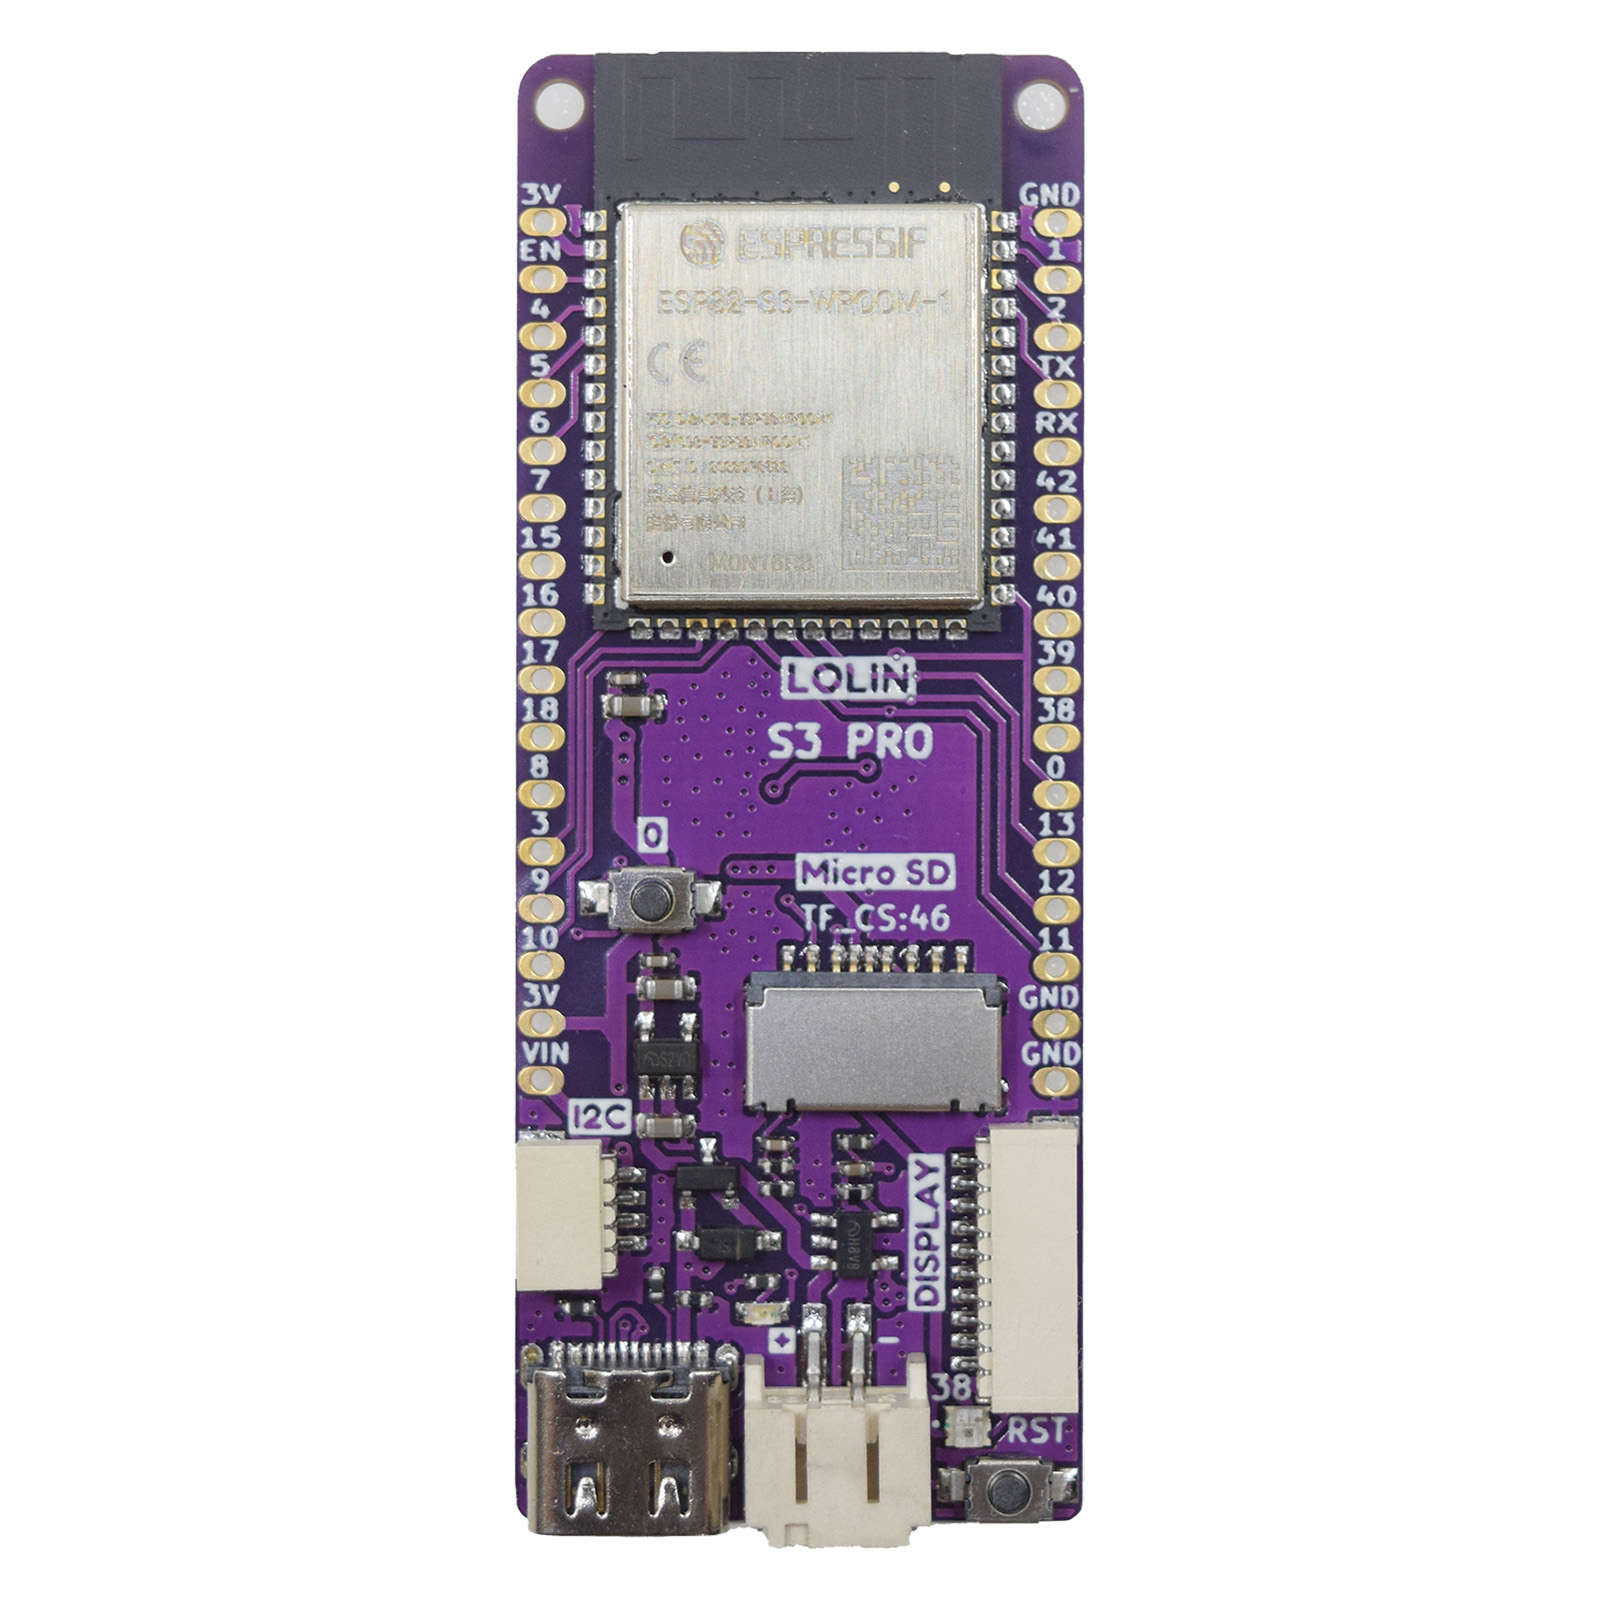 3V
EN
4
5
6
7
15
16
17
18
8
3
9
10
3V
VIN
GND
1
2
TX
RX
42
41
40
39
38
0
13
12
11
GND
GND
ESPRESSIF
ESP32-S3-WROOM-1
CE
LOLIN
S3 PRO
0
Micro SD
TF_CS:46
I2C
DISPLAY
+
-
38
RST